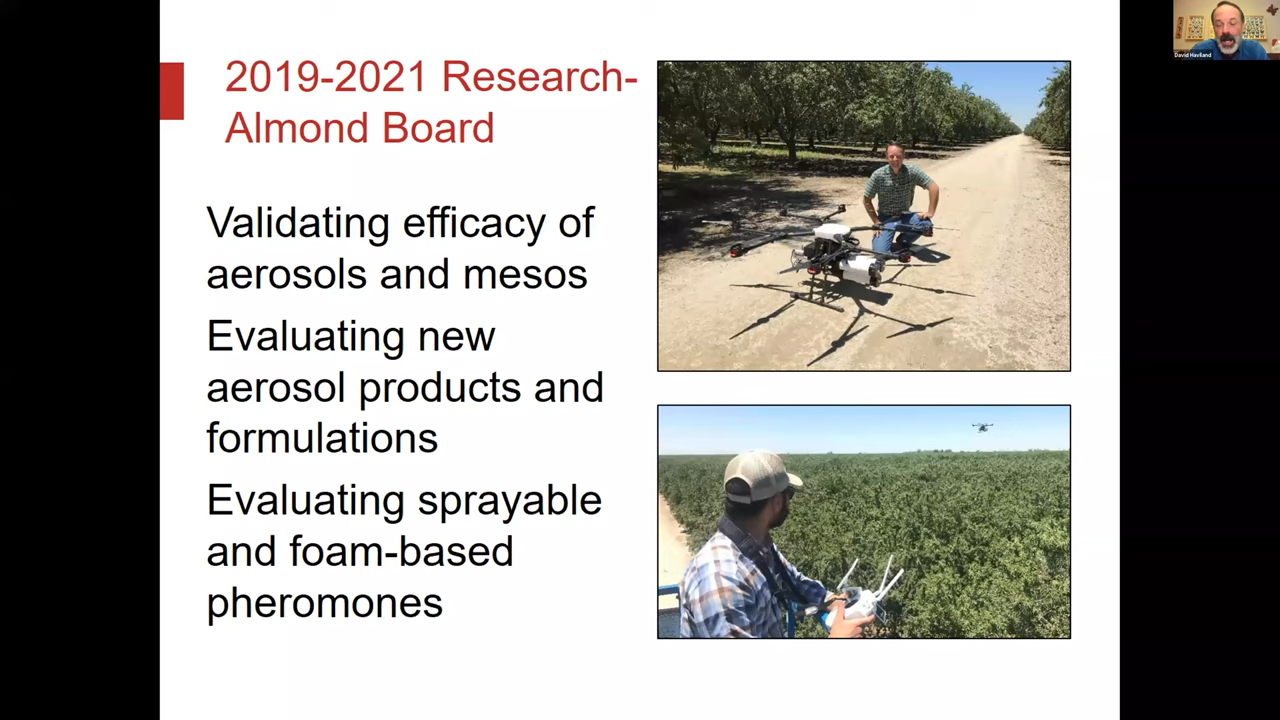 2019-2021 Research-
Almond Board
Validating efficacy of
aerosols and mesos
Evaluating new
aerosol products and
formulations
Evaluating sprayable
and foam-based
pheromones
David Haviland